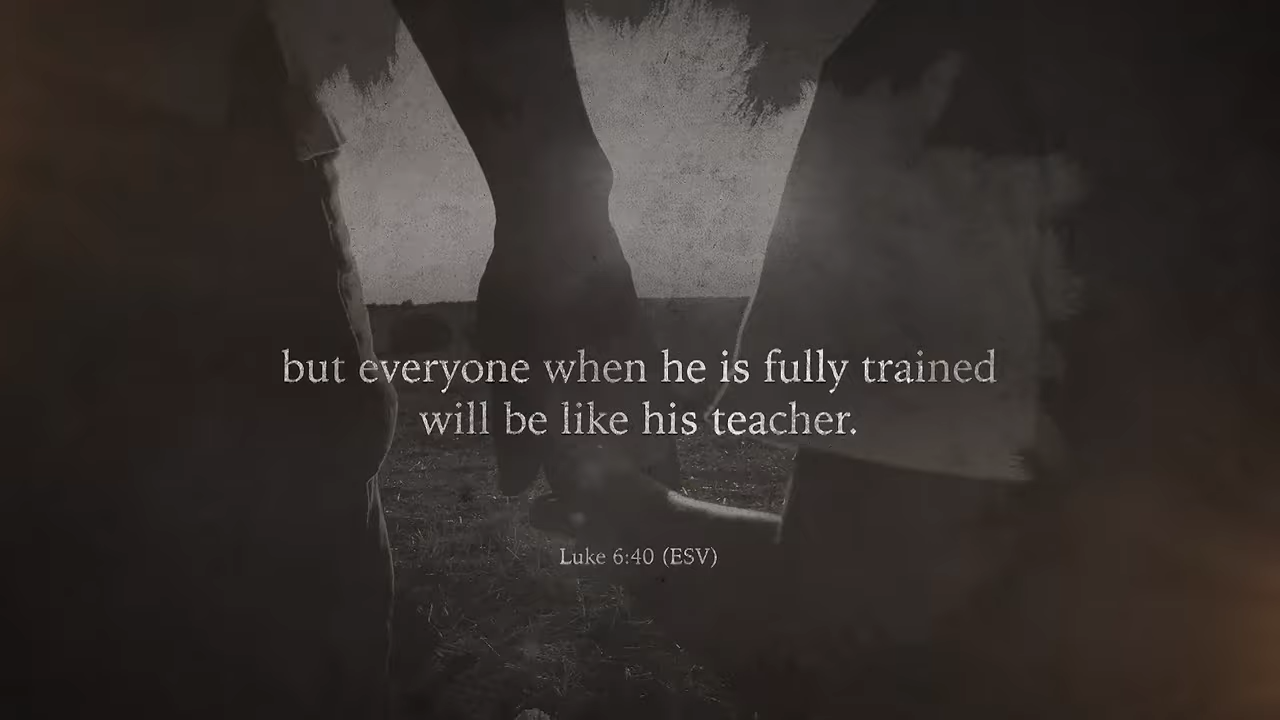 but everyone when he is fully trained
will be like his teacher.
Luke 6:40 (ESV)